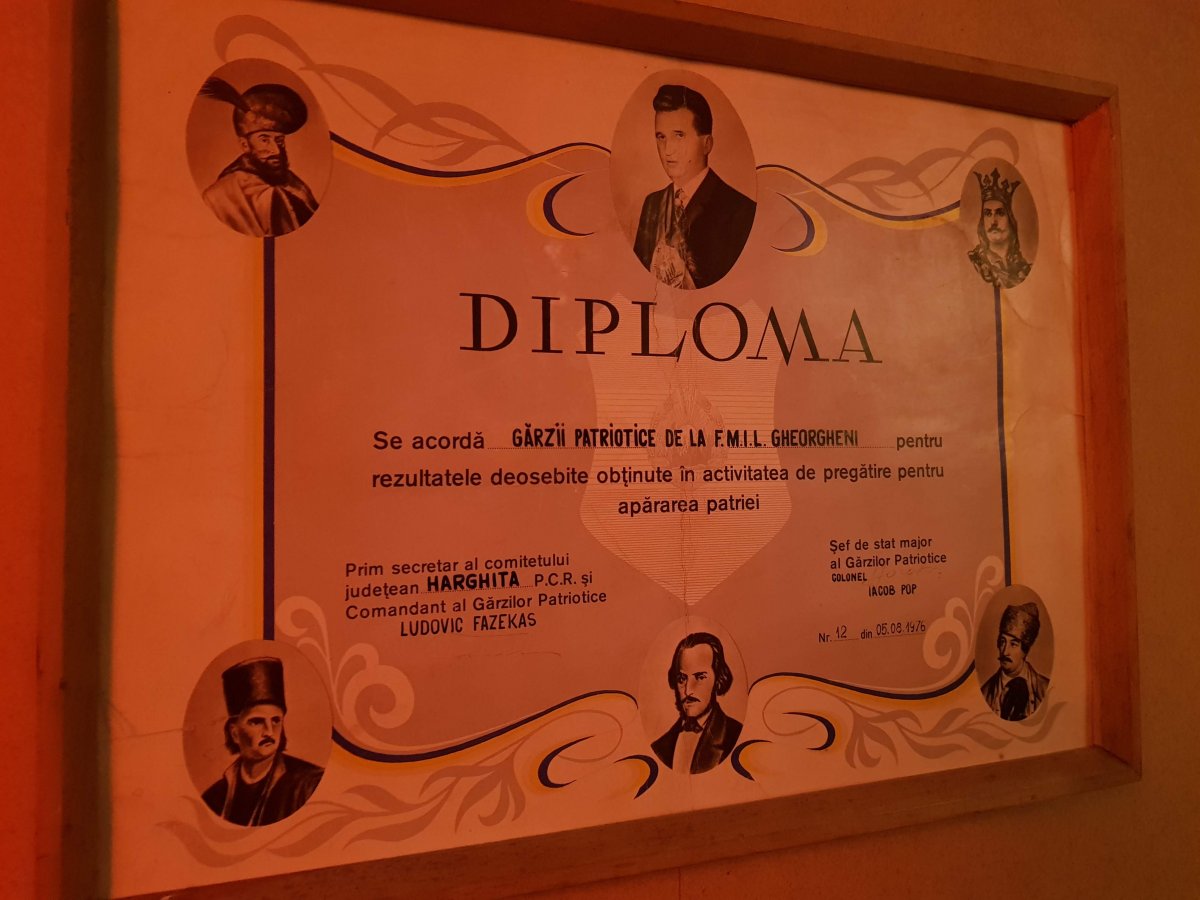 DIPLOMA
Se acordă GĂRZII PATRIOTICE DE LA F.M.I.L. GHEORGHENI pentru
rezultatele deosebite obținute în activitatea de pregătire pentru
apărarea patriei
Prim secretar al comitetului
județean HARGHITA P.C.R. și
Comandant al Gărzilor Patriotice
LUDOVIC FAZEKAS
Șef de stat major
al Gărzilor Patriotice
COLONEL
IACOB POP
Nr. 12 din 05.08.1976